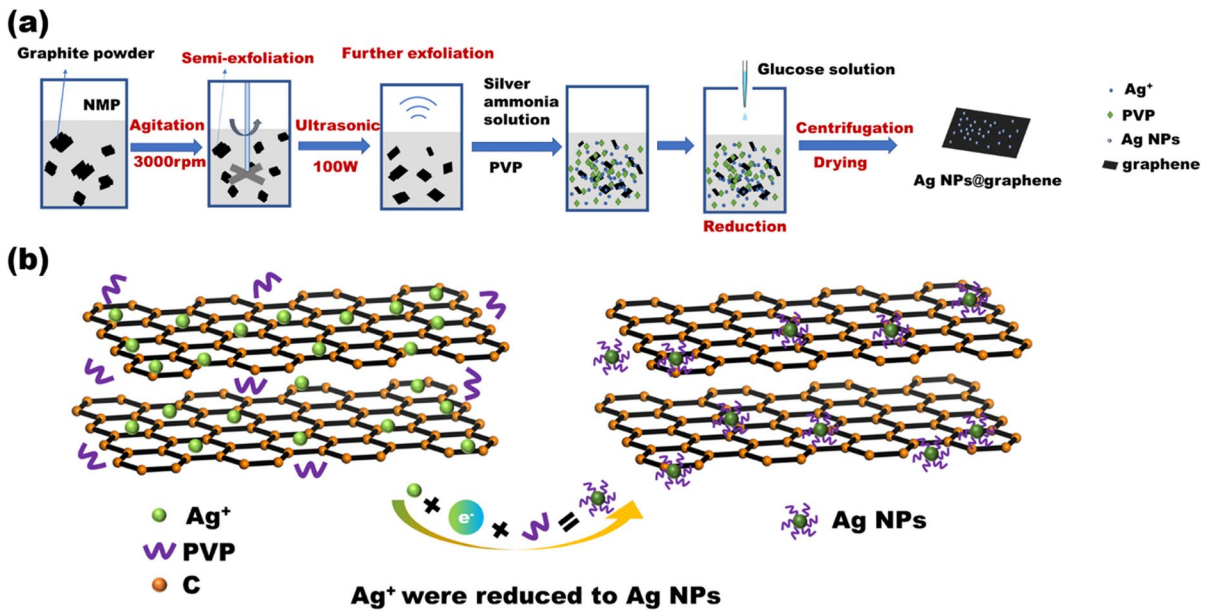 (a)
Graphite powder
NMP
Agitation
3000rpm
Semi-exfoliation
Ultrasonic
100W
Further exfoliation
Silver
ammonia
solution
PVP
Glucose solution
Reduction
Centrifugation
Drying
Ag NPs@graphene
Ag⁺
PVP
Ag NPs
graphene
(b)
Ag⁺
PVP
C
e⁻
Ag NPs
Ag⁺ were reduced to Ag NPs